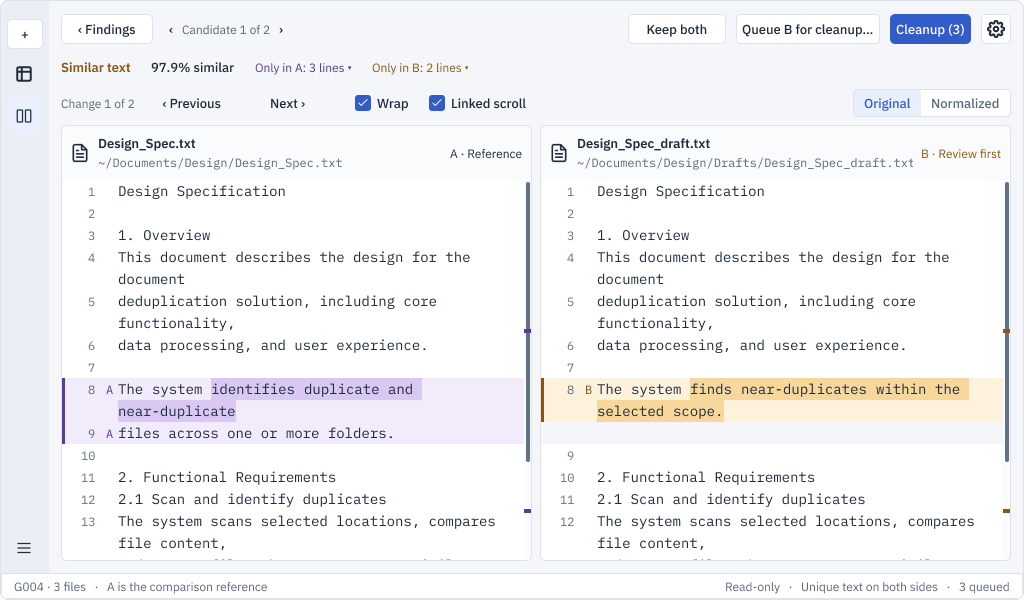 +
‹ Findings
‹ Candidate 1 of 2 ›
Keep both
Queue B for cleanup...
Cleanup (3)
Similar text
97.9% similar
Only in A: 3 lines ▾
Only in B: 2 lines ▾
Change 1 of 2
‹ Previous
Next ›
Wrap
Linked scroll
Original
Normalized
Design_Spec.txt
~/Documents/Design/Design_Spec.txt
A · Reference
1 Design Specification
2
3 1. Overview
4 This document describes the design for the
document
5 deduplication solution, including core
functionality,
6 data processing, and user experience.
7
8 A The system identifies duplicate and
near-duplicate
9 A files across one or more folders.
10
11 2. Functional Requirements
12 2.1 Scan and identify duplicates
13 The system scans selected locations, compares
file content,
Design_Spec_draft.txt
~/Documents/Design/Drafts/Design_Spec_draft.txt
B · Review first
1 Design Specification
2
3 1. Overview
4 This document describes the design for the
document
5 deduplication solution, including core
functionality,
6 data processing, and user experience.
7
8 B The system finds near-duplicates within the
selected scope.
9
10 2. Functional Requirements
11 2.1 Scan and identify duplicates
12 The system scans selected locations, compares
file content,
G004 · 3 files · A is the comparison reference
Read-only · Unique text on both sides · 3 queued